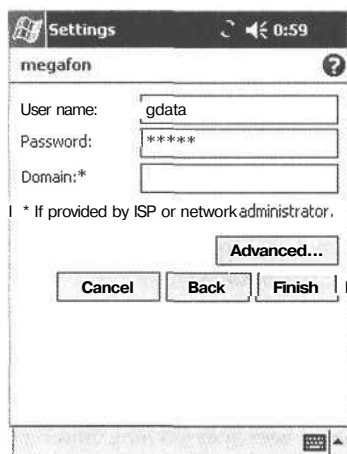 Settings 0:59
megafon
User name: gdata
Password: *****
Domain:*
* If provided by ISP or network administrator.
Advanced...
Cancel Back Finish